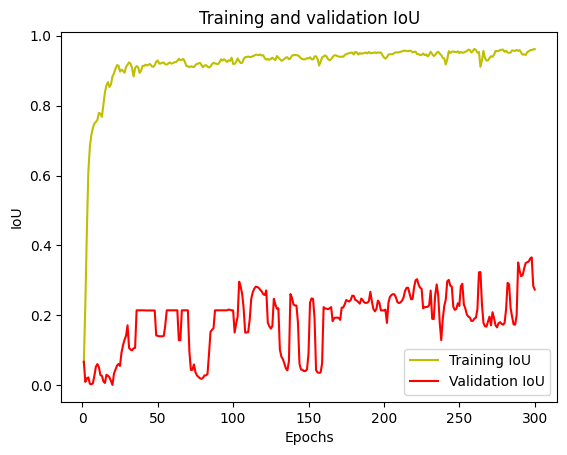 Training and validation IoU
IoU
1.0
0.8
0.6
0.4
0.2
0.0
Training IoU
Validation IoU
0 50 100 150 200 250 300
Epochs